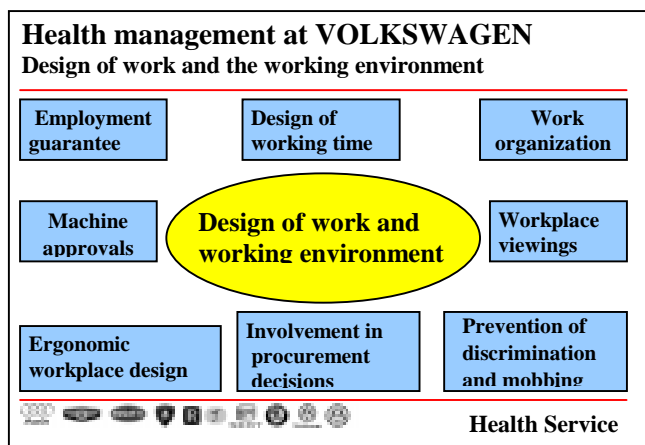 Health management at VOLKSWAGEN
Design of work and the working environment
Employment
guarantee
Design of
working time
Work
organization
Machine
approvals
Design of work and
working environment
Workplace
viewings
Ergonomic
workplace design
Involvement in
procurement
decisions
Prevention of
discrimination
and mobbing
Health Service